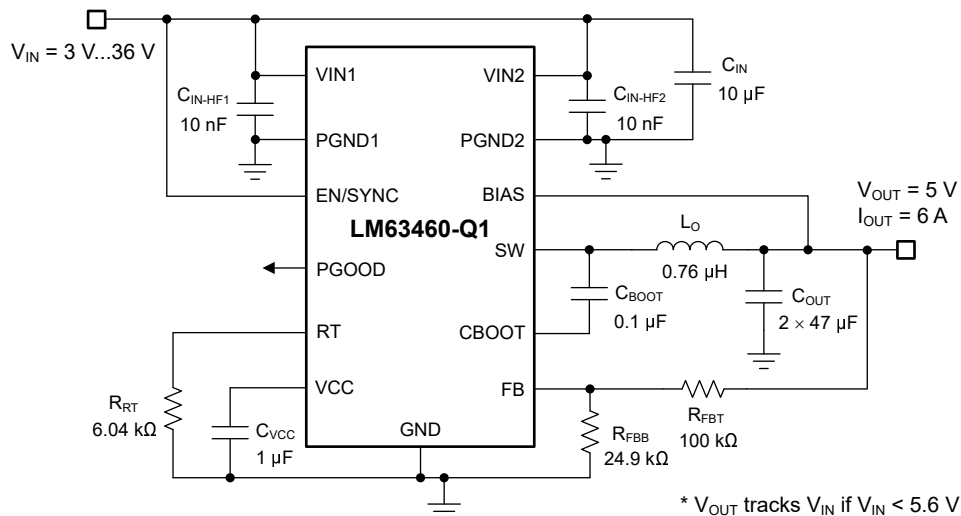 V_IN = 3 V...36 V
VIN1
VIN2
C_IN
10 µF
C_IN-HF1
10 nF
C_IN-HF2
10 nF
PGND1
PGND2
EN/SYNC
BIAS
V_OUT = 5 V
I_OUT = 6 A
LM63460-Q1
L_O
0.76 µH
SW
PGOOD
C_BOOT
0.1 µF
C_OUT
2 × 47 µF
RT
CBOOT
VCC
FB
R_RT
6.04 kΩ
C_VCC
1 µF
GND
R_FBB
24.9 kΩ
R_FBT
100 kΩ
* V_OUT tracks V_IN if V_IN < 5.6 V